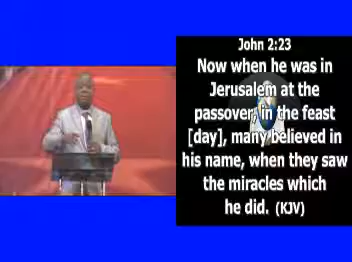 John 2:23
Now when he was in
Jerusalem at the
passover, in the feast
[day], many believed in
his name, when they saw
the miracles which
he did. (KJV)